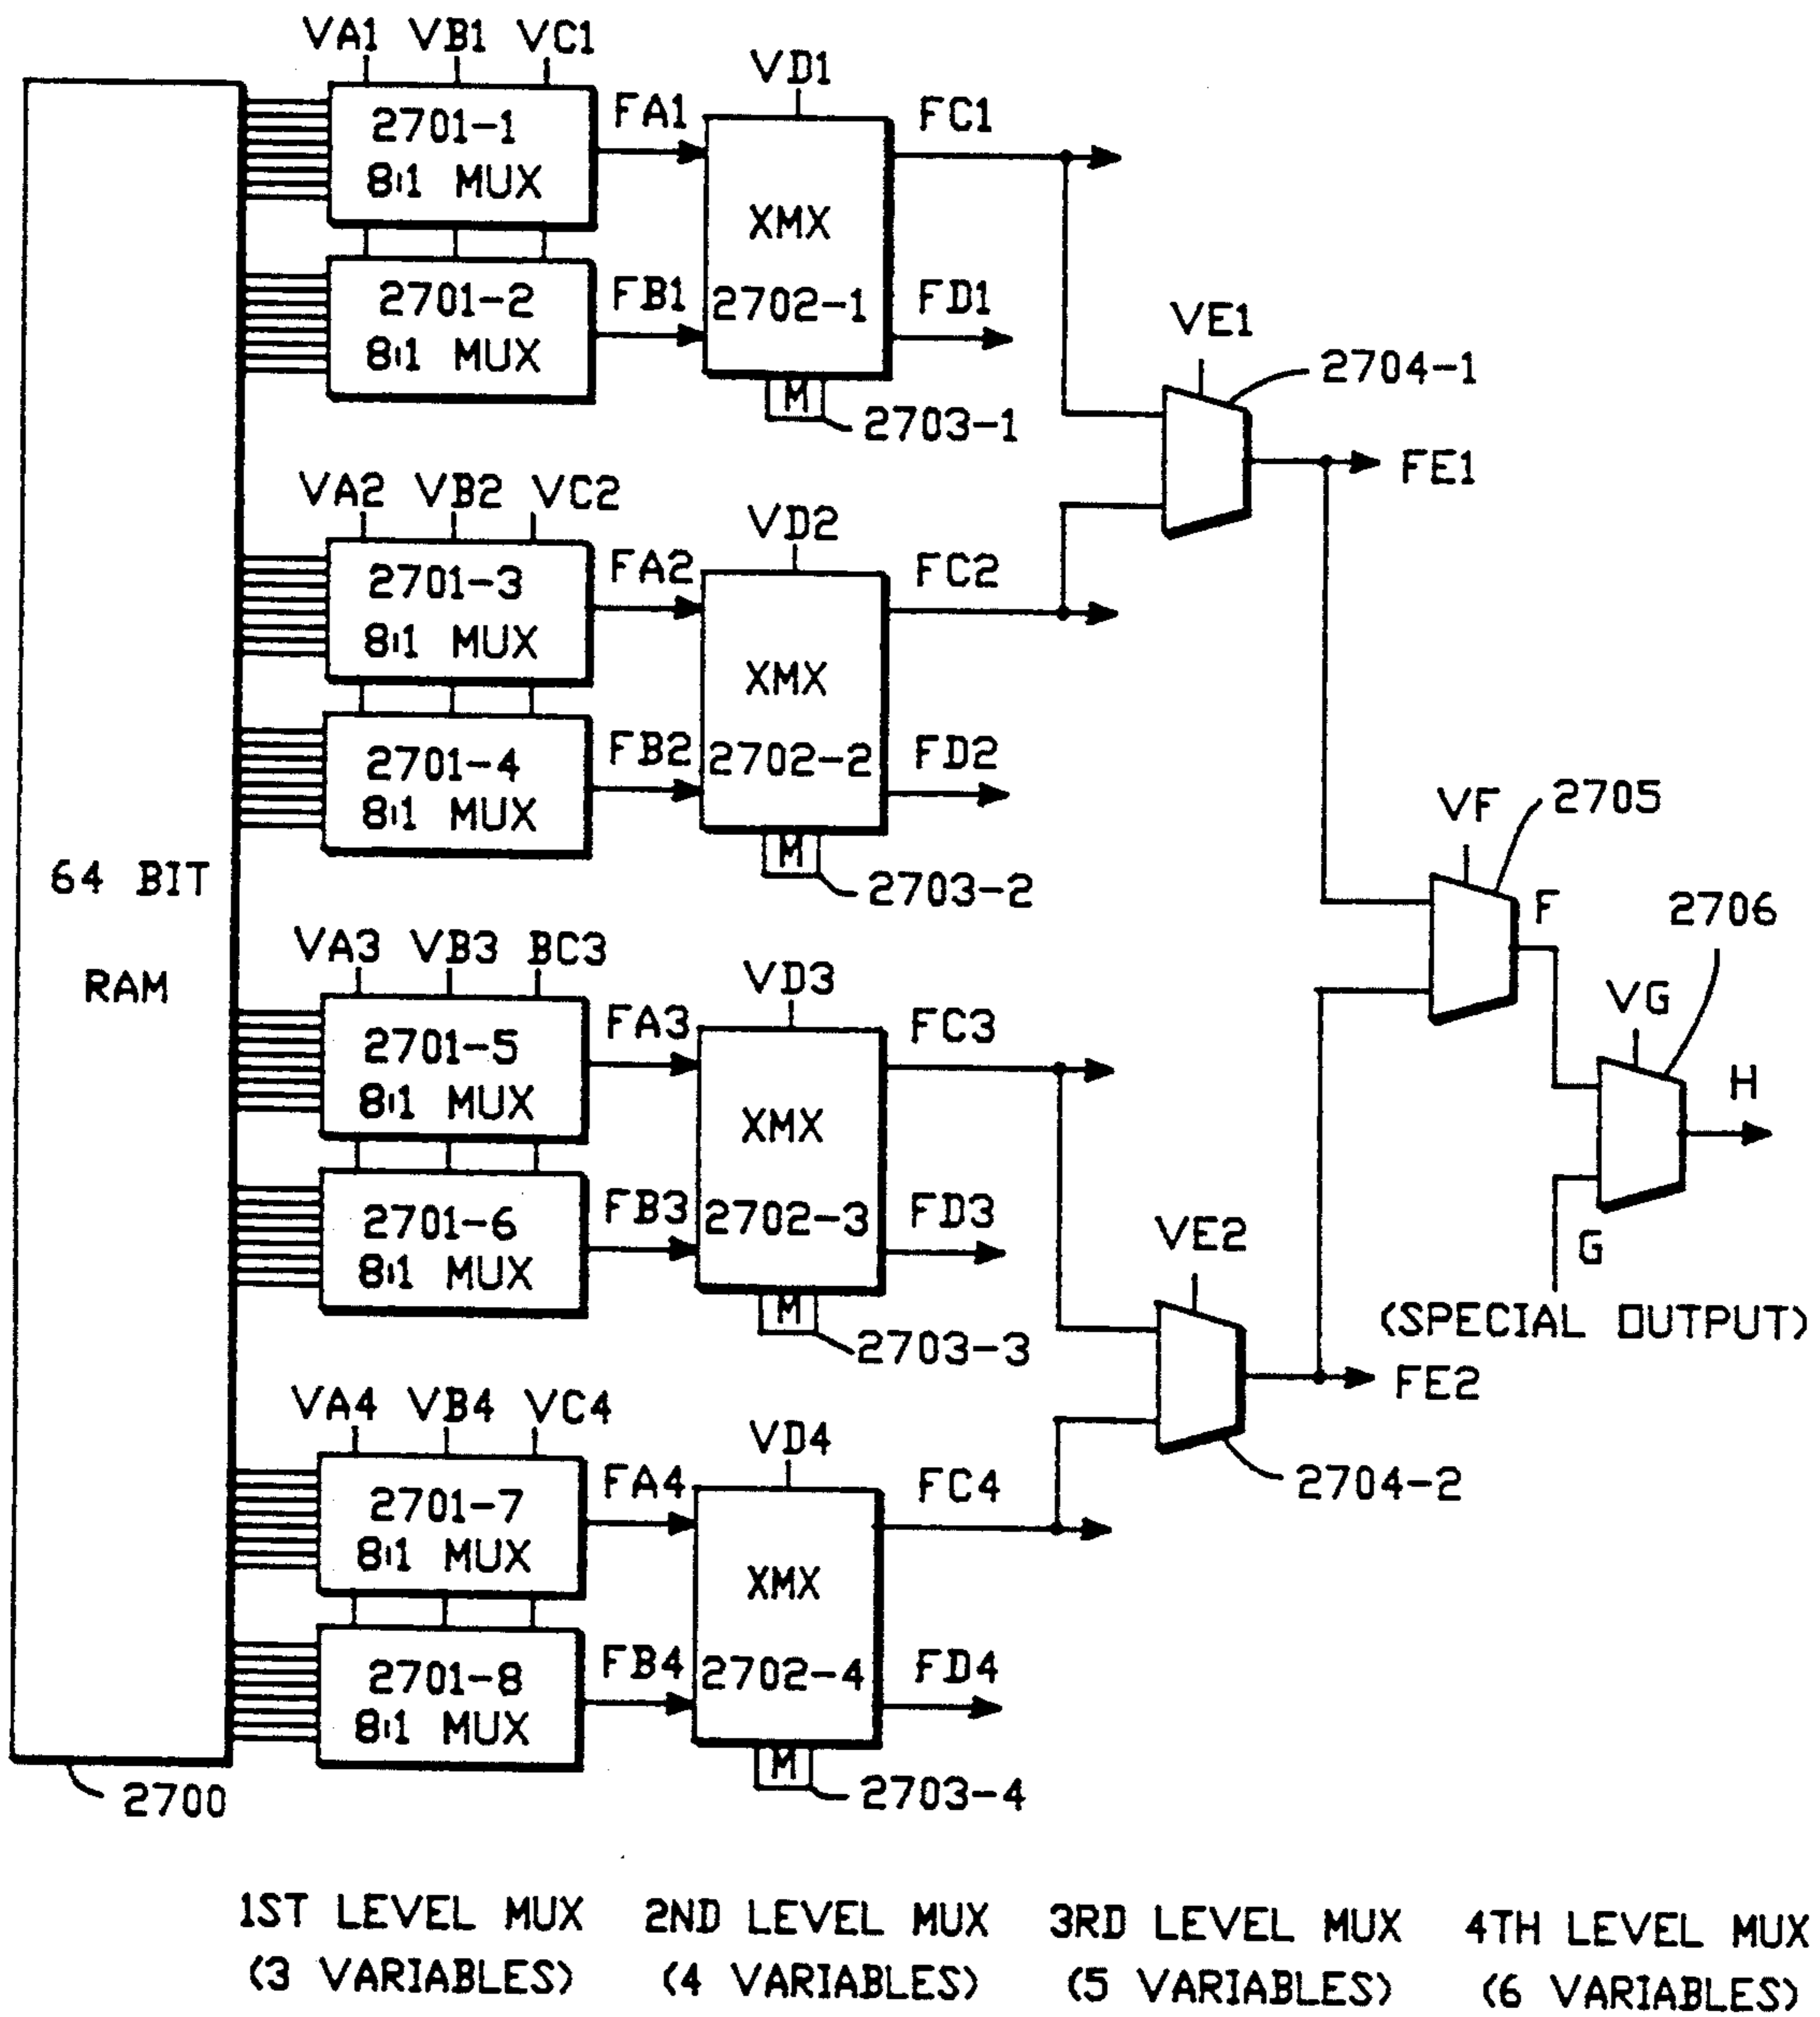 VA1 VB1 VC1
2701-1
8:1 MUX
FA1
VD1
FC1
2701-2
8:1 MUX
FB1
XMX
2702-1
FD1
M
2703-1
VE1
2704-1
FE1
VA2 VB2 VC2
2701-3
8:1 MUX
FA2
VD2
FC2
2701-4
8:1 MUX
FB2
XMX
2702-2
FD2
M
2703-2
64 BIT
RAM
VF
2705
F
2706
VG
H
G
(SPECIAL OUTPUT)
VA3 VB3 BC3
2701-5
8:1 MUX
FA3
VD3
FC3
2701-6
8:1 MUX
FB3
XMX
2702-3
FD3
M
2703-3
VE2
FE2
2704-2
VA4 VB4 VC4
2701-7
8:1 MUX
FA4
VD4
FC4
2701-8
8:1 MUX
FB4
XMX
2702-4
FD4
M
2703-4
2700
1ST LEVEL MUX 2ND LEVEL MUX 3RD LEVEL MUX 4TH LEVEL MUX
(3 VARIABLES) (4 VARIABLES) (5 VARIABLES) (6 VARIABLES)